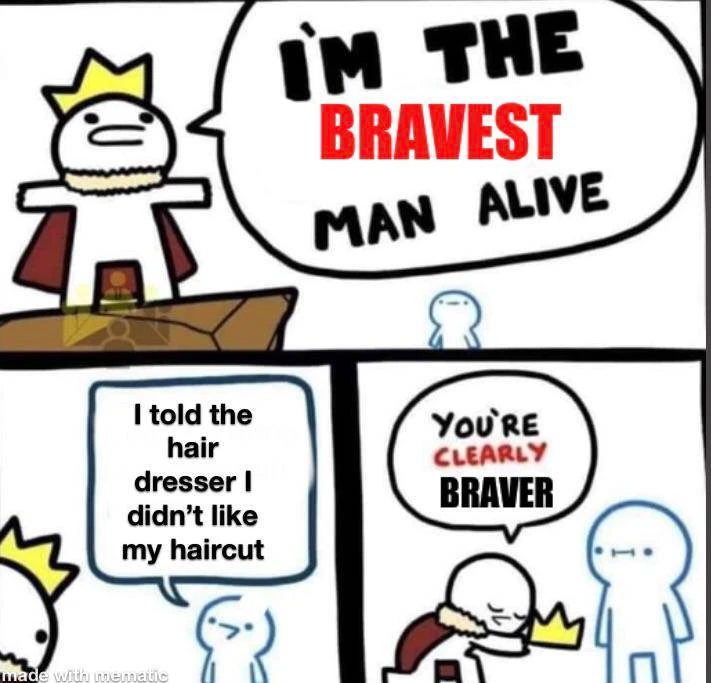 I'M THE
BRAVEST
MAN ALIVE
I told the
hair
dresser I
didn't like
my haircut
YOU'RE
CLEARLY
BRAVER
made with mematic